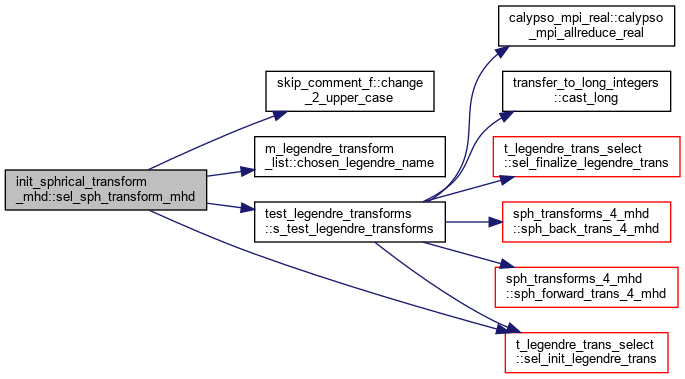 init_sphrical_transform
_mhd::sel_sph_transform_mhd
skip_comment_f::change
_2_upper_case
m_legendre_transform
_list::chosen_legendre_name
test_legendre_transforms
::s_test_legendre_transforms
calypso_mpi_real::calypso
_mpi_allreduce_real
transfer_to_long_integers
::cast_long
t_legendre_trans_select
::sel_finalize_legendre_trans
sph_transforms_4_mhd
::sph_back_trans_4_mhd
sph_transforms_4_mhd
::sph_forward_trans_4_mhd
t_legendre_trans_select
::sel_init_legendre_trans